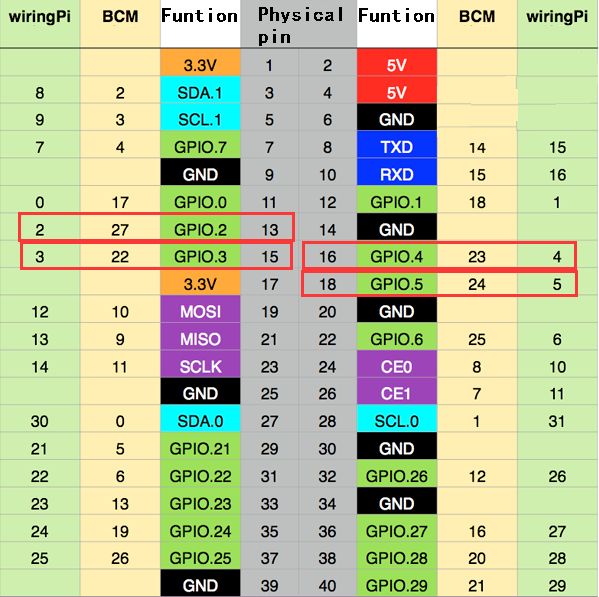 wiringPi BCM Funtion Physical pin Funtion BCM wiringPi
3.3V 1 2 5V
8 2 SDA.1 3 4 5V
9 3 SCL.1 5 6 GND
7 4 GPIO.7 7 8 TXD 14 15
GND 9 10 RXD 15 16
0 17 GPIO.0 11 12 GPIO.1 18 1
2 27 GPIO.2 13 14 GND
3 22 GPIO.3 15 16 GPIO.4 23 4
3.3V 17 18 GPIO.5 24 5
12 10 MOSI 19 20 GND
13 9 MISO 21 22 GPIO.6 25 6
14 11 SCLK 23 24 CE0 8 10
GND 25 26 CE1 7 11
30 0 SDA.0 27 28 SCL.0 1 31
21 5 GPIO.21 29 30 GND
22 6 GPIO.22 31 32 GPIO.26 12 26
23 13 GPIO.23 33 34 GND
24 19 GPIO.24 35 36 GPIO.27 16 27
25 26 GPIO.25 37 38 GPIO.28 20 28
GND 39 40 GPIO.29 21 29